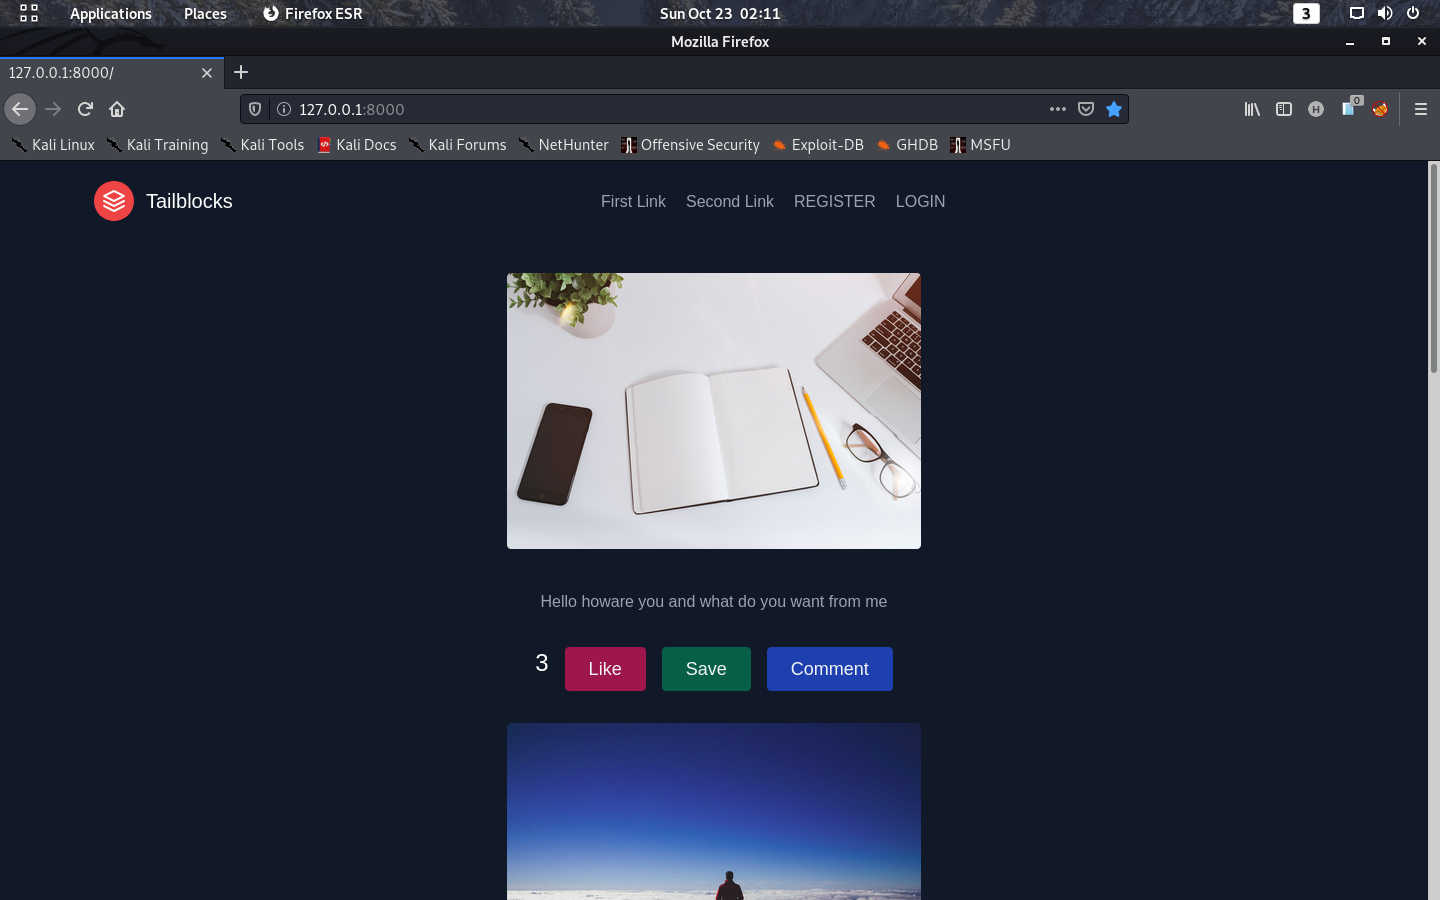 Applications Places Firefox ESR Sun Oct 23 02:11 3
Mozilla Firefox
127.0.0.1:8000/
127.0.0.1:8000 H 0
Kali Linux Kali Training Kali Tools Kali Docs Kali Forums NetHunter Offensive Security Exploit-DB GHDB MSFU
Tailblocks First Link Second Link REGISTER LOGIN
Hello howare you and what do you want from me
3 Like Save Comment